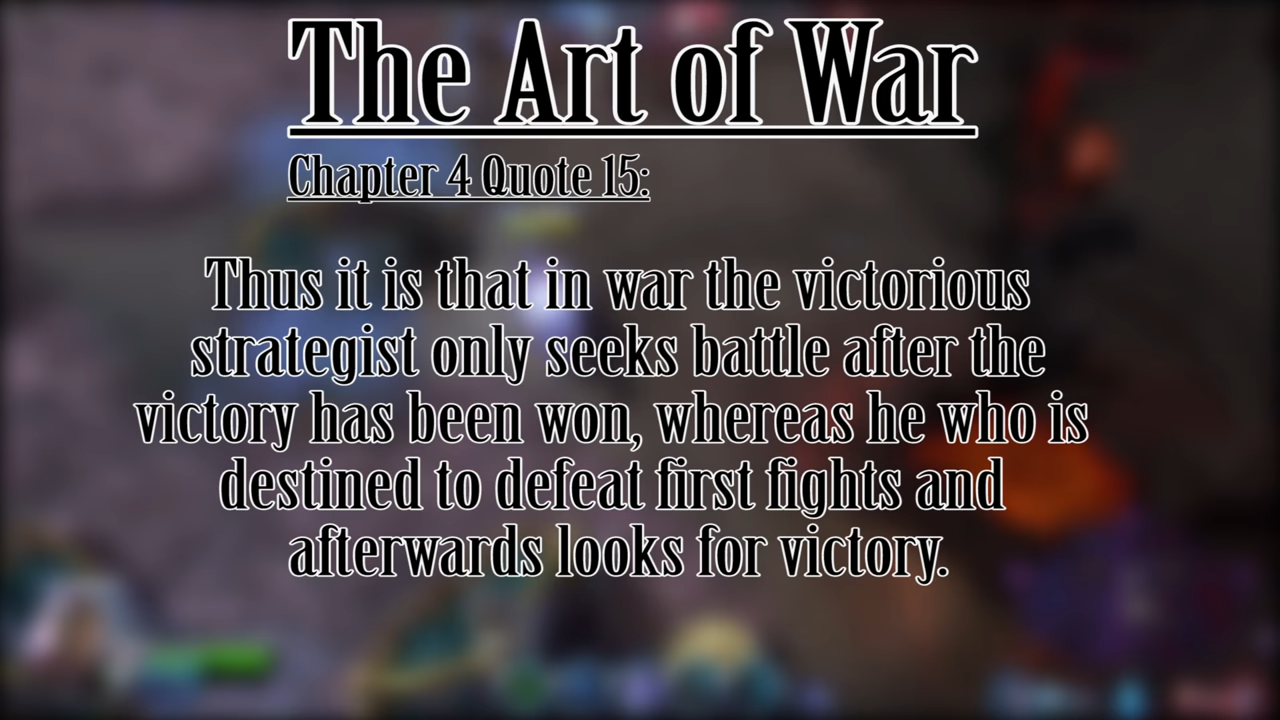 The Art of War
Chapter 4 Quote 15:
Thus it is that in war the victorious
strategist only seeks battle after the
victory has been won, whereas he who is
destined to defeat first fights and
afterwards looks for victory.